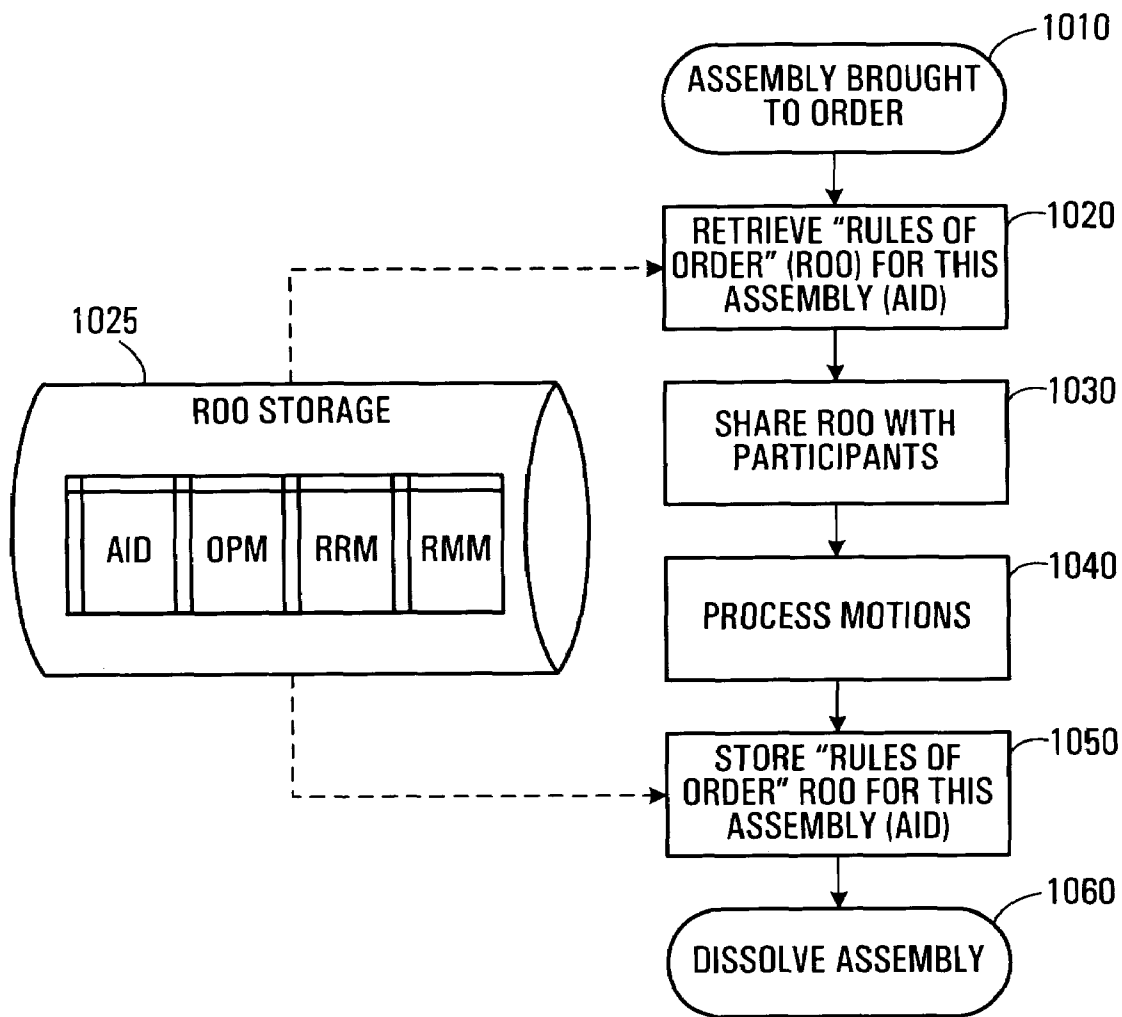 1010
ASSEMBLY BROUGHT
TO ORDER
1020
RETRIEVE "RULES OF
ORDER" (ROO) FOR THIS
ASSEMBLY (AID)
1025
ROO STORAGE
AID OPM RRM RMM
1030
SHARE ROO WITH
PARTICIPANTS
1040
PROCESS MOTIONS
1050
STORE "RULES OF
ORDER" ROO FOR THIS
ASSEMBLY (AID)
1060
DISSOLVE ASSEMBLY